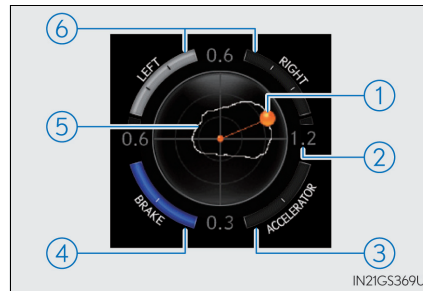 6
LEFT
0.6
RIGHT
1
5
0.6
1.2
2
BRAKE
0.3
ACCELERATOR
4
3
IN21GS369U